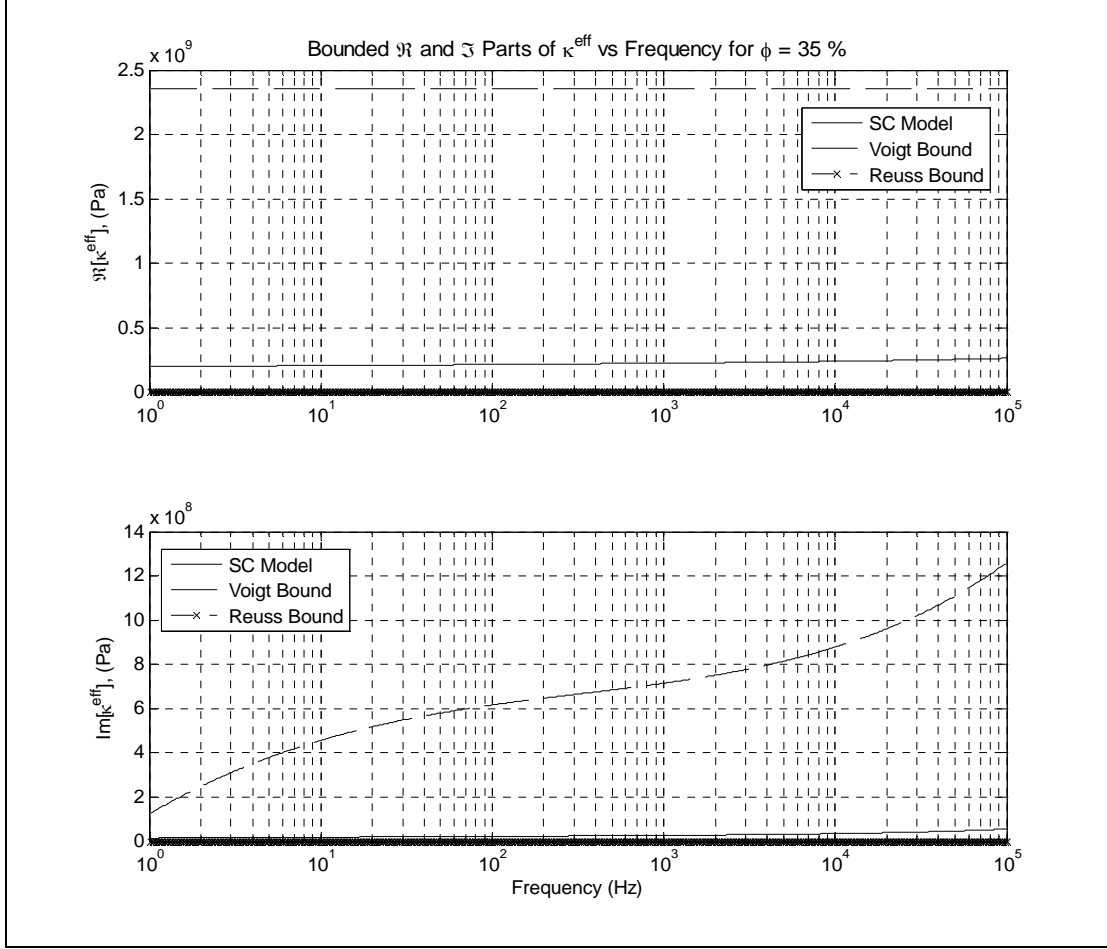 Bounded ℜ and ℑ Parts of κ^eff vs Frequency for ϕ = 35 %
x 10^9
2.5
2
1.5
1
0.5
0
ℜ[κ^eff], (Pa)
SC Model
Voigt Bound
Reuss Bound
10^0 10^1 10^2 10^3 10^4 10^5
x 10^8
14
12
10
8
6
4
2
0
Im[κ^eff], (Pa)
SC Model
Voigt Bound
Reuss Bound
10^0 10^1 10^2 10^3 10^4 10^5
Frequency (Hz)